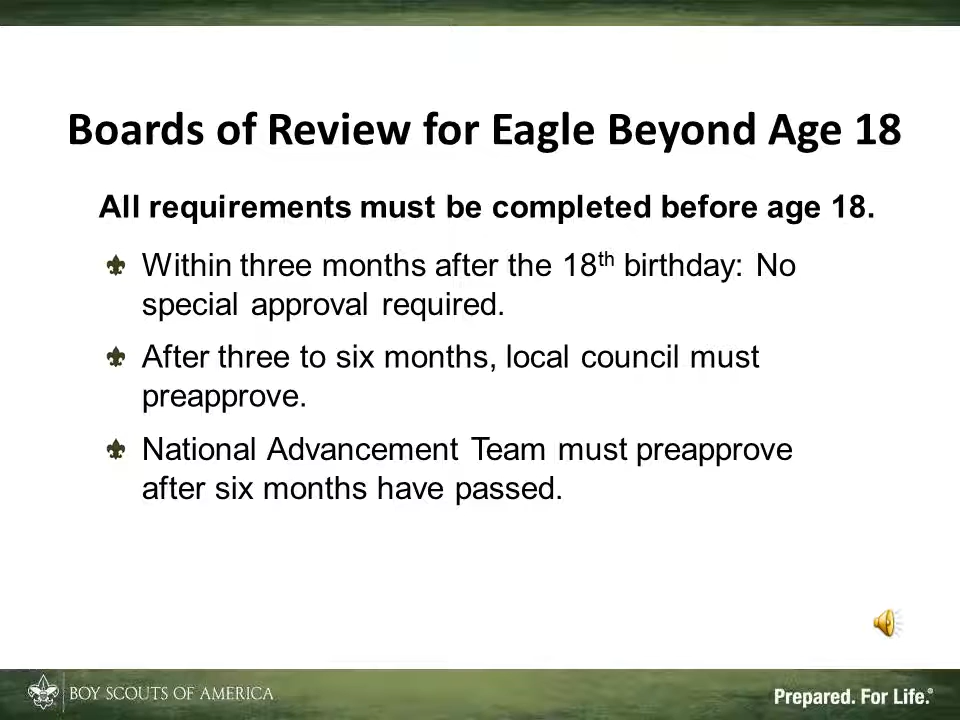 Boards of Review for Eagle Beyond Age 18
All requirements must be completed before age 18.
Within three months after the 18th birthday: No
special approval required.
After three to six months, local council must
preapprove.
National Advancement Team must preapprove
after six months have passed.
BOY SCOUTS OF AMERICA
Prepared. For Life.®